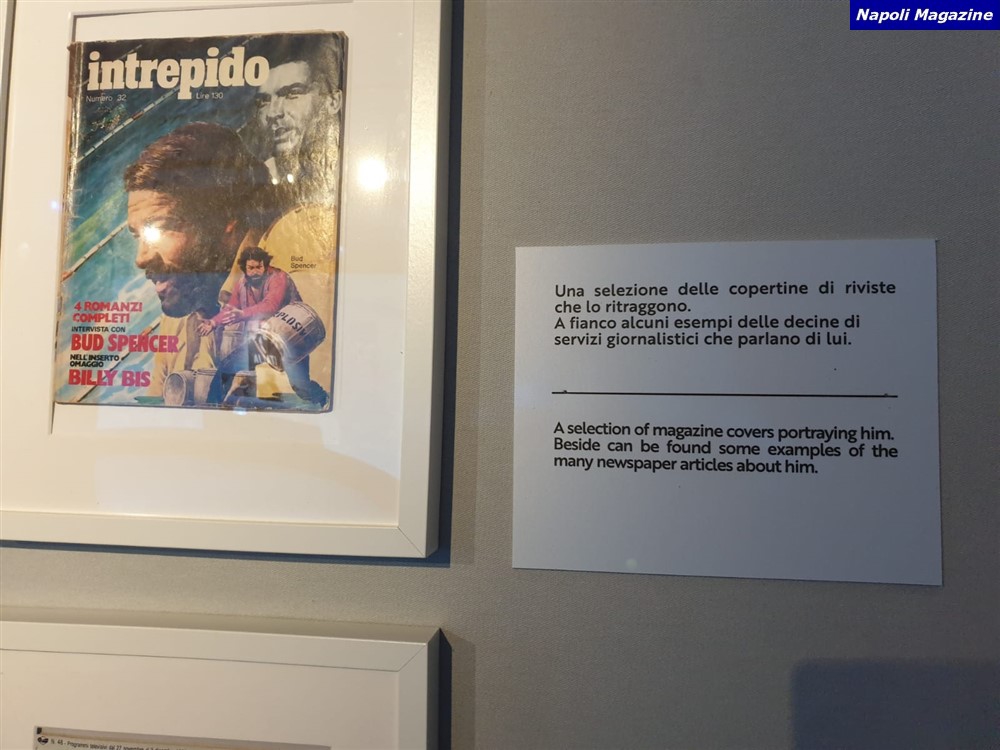 Napoli Magazine
intrepido
Numero 32
Lire 130
Bud
Spencer
4 ROMANZI
COMPLETI
INTERVISTA CON
BUD SPENCER
NELL'INSERTO
OMAGGIO
BILLY BIS
Una selezione delle copertine di riviste
che lo ritraggono.
A fianco alcuni esempi delle decine di
servizi giornalistici che parlano di lui.
A selection of magazine covers portraying him.
Beside can be found some examples of the
many newspaper articles about him.